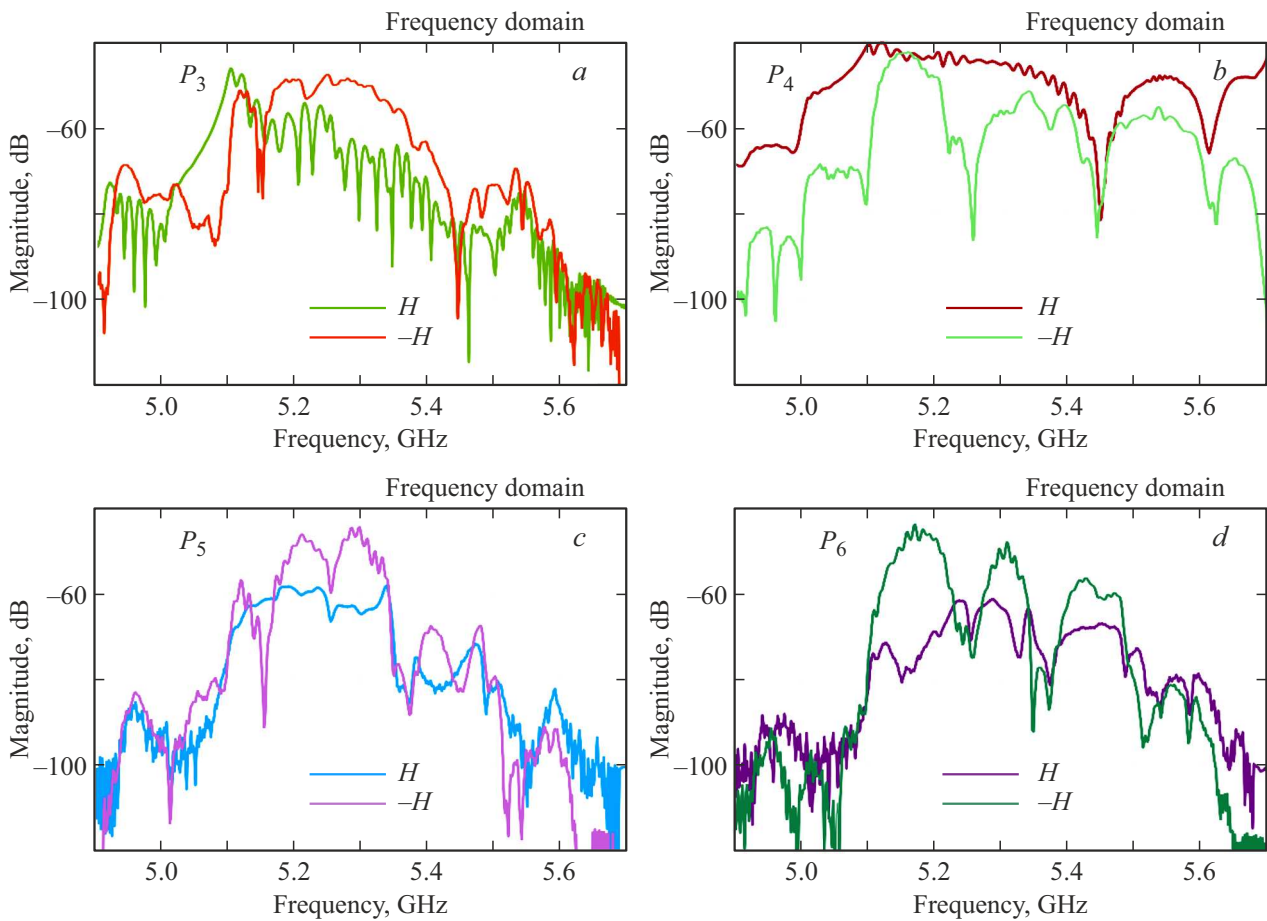 Frequency domain
P3
a
Magnitude, dB
–60
–100
H
–H
5.0 5.2 5.4 5.6
Frequency, GHz
Frequency domain
P4
b
Magnitude, dB
–60
–100
H
–H
5.0 5.2 5.4 5.6
Frequency, GHz
Frequency domain
P5
c
Magnitude, dB
–60
–100
H
–H
5.0 5.2 5.4 5.6
Frequency, GHz
Frequency domain
P6
d
Magnitude, dB
–60
–100
H
–H
5.0 5.2 5.4 5.6
Frequency, GHz